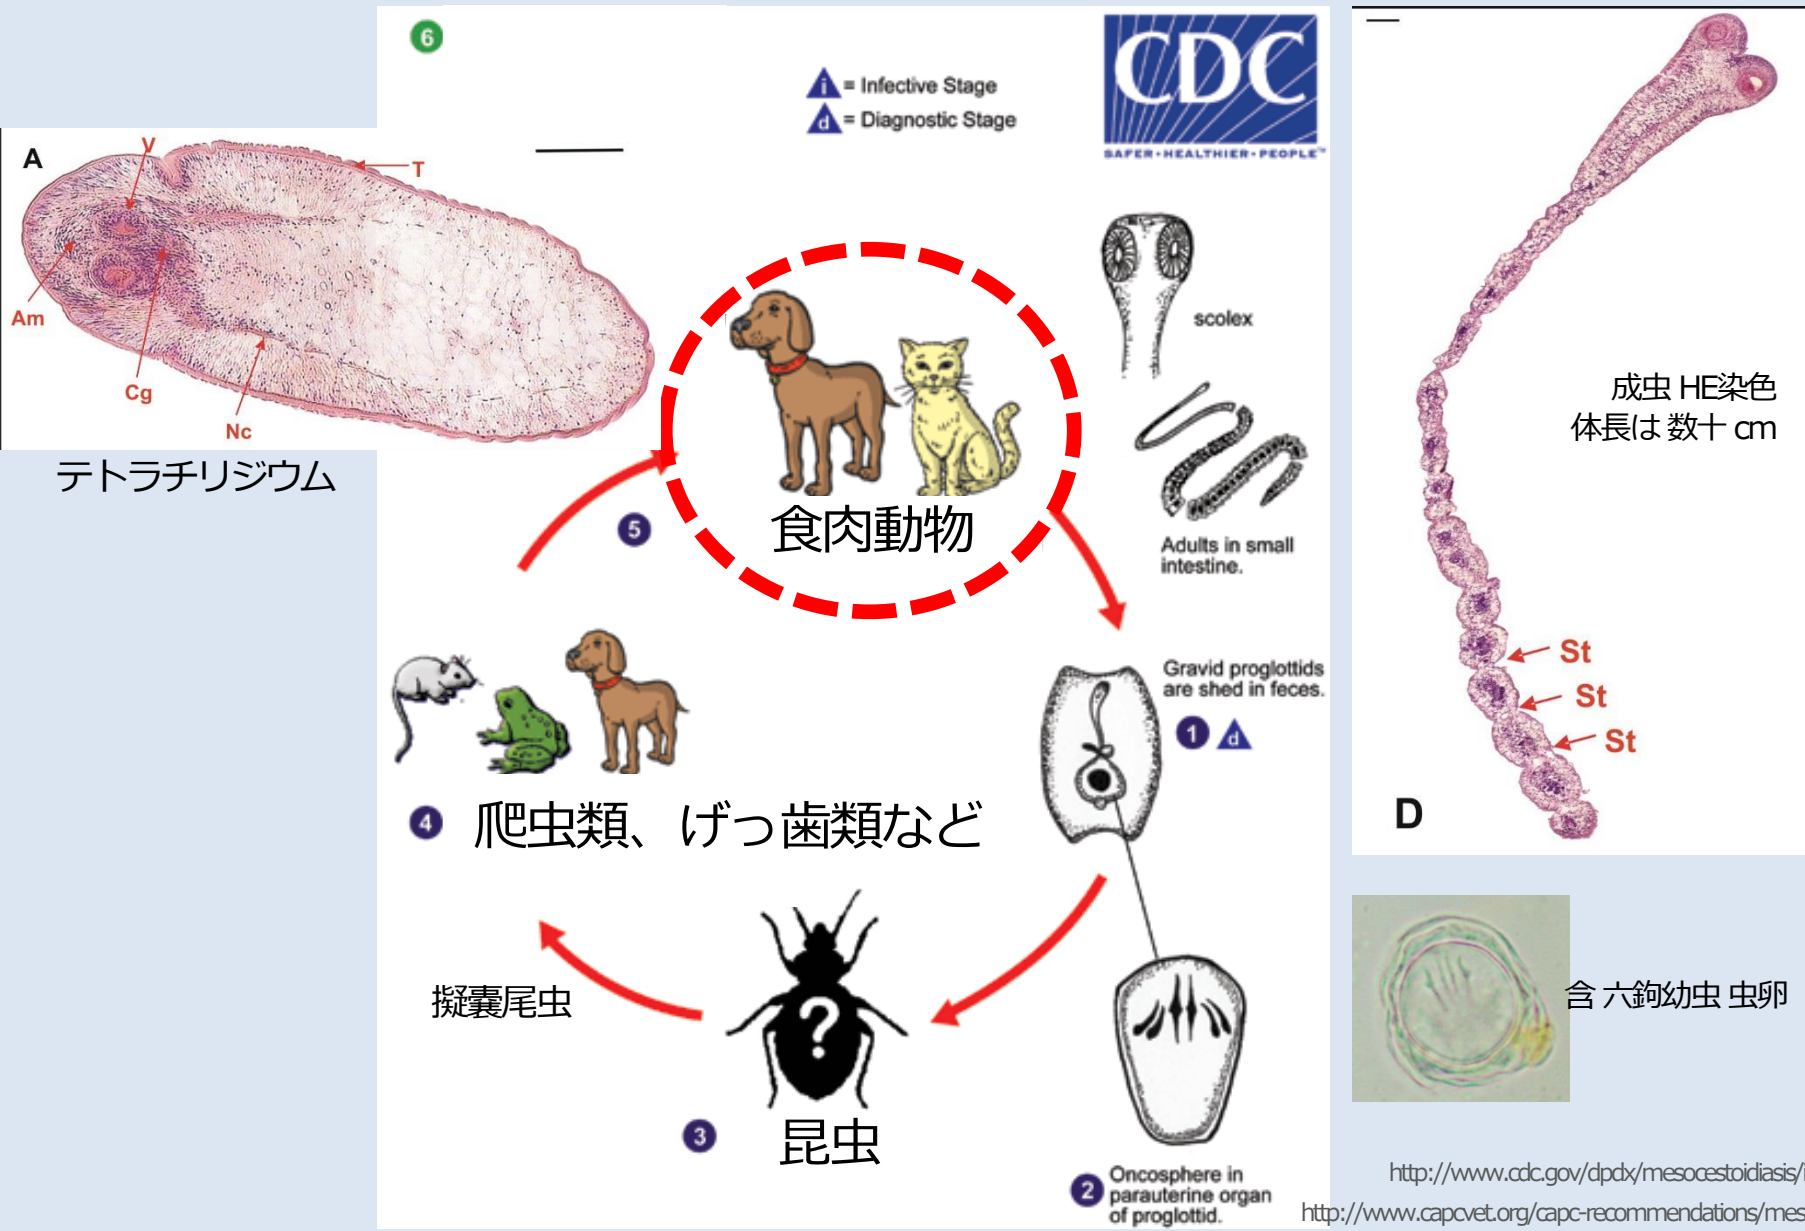 6
i = Infective Stage
d = Diagnostic Stage
CDC
SAFER•HEALTHIER•PEOPLE™
A
V
T
Am
Cg
Nc
テトラチリジウム
scolex
Adults in small
intestine.
食肉動物
5
Gravid proglottids
are shed in feces.
1 d
4
爬虫類、げっ歯類など
擬嚢尾虫
?
3
昆虫
2
Oncosphere in
parauterine organ
of proglottid.
成虫 HE染色
体長は 数十 cm
St
St
St
D
含 六鉤幼虫 虫卵
http://www.cdc.gov/dpdx/mesocestoidiasis/i
http://www.capcvet.org/capc-recommendations/mes